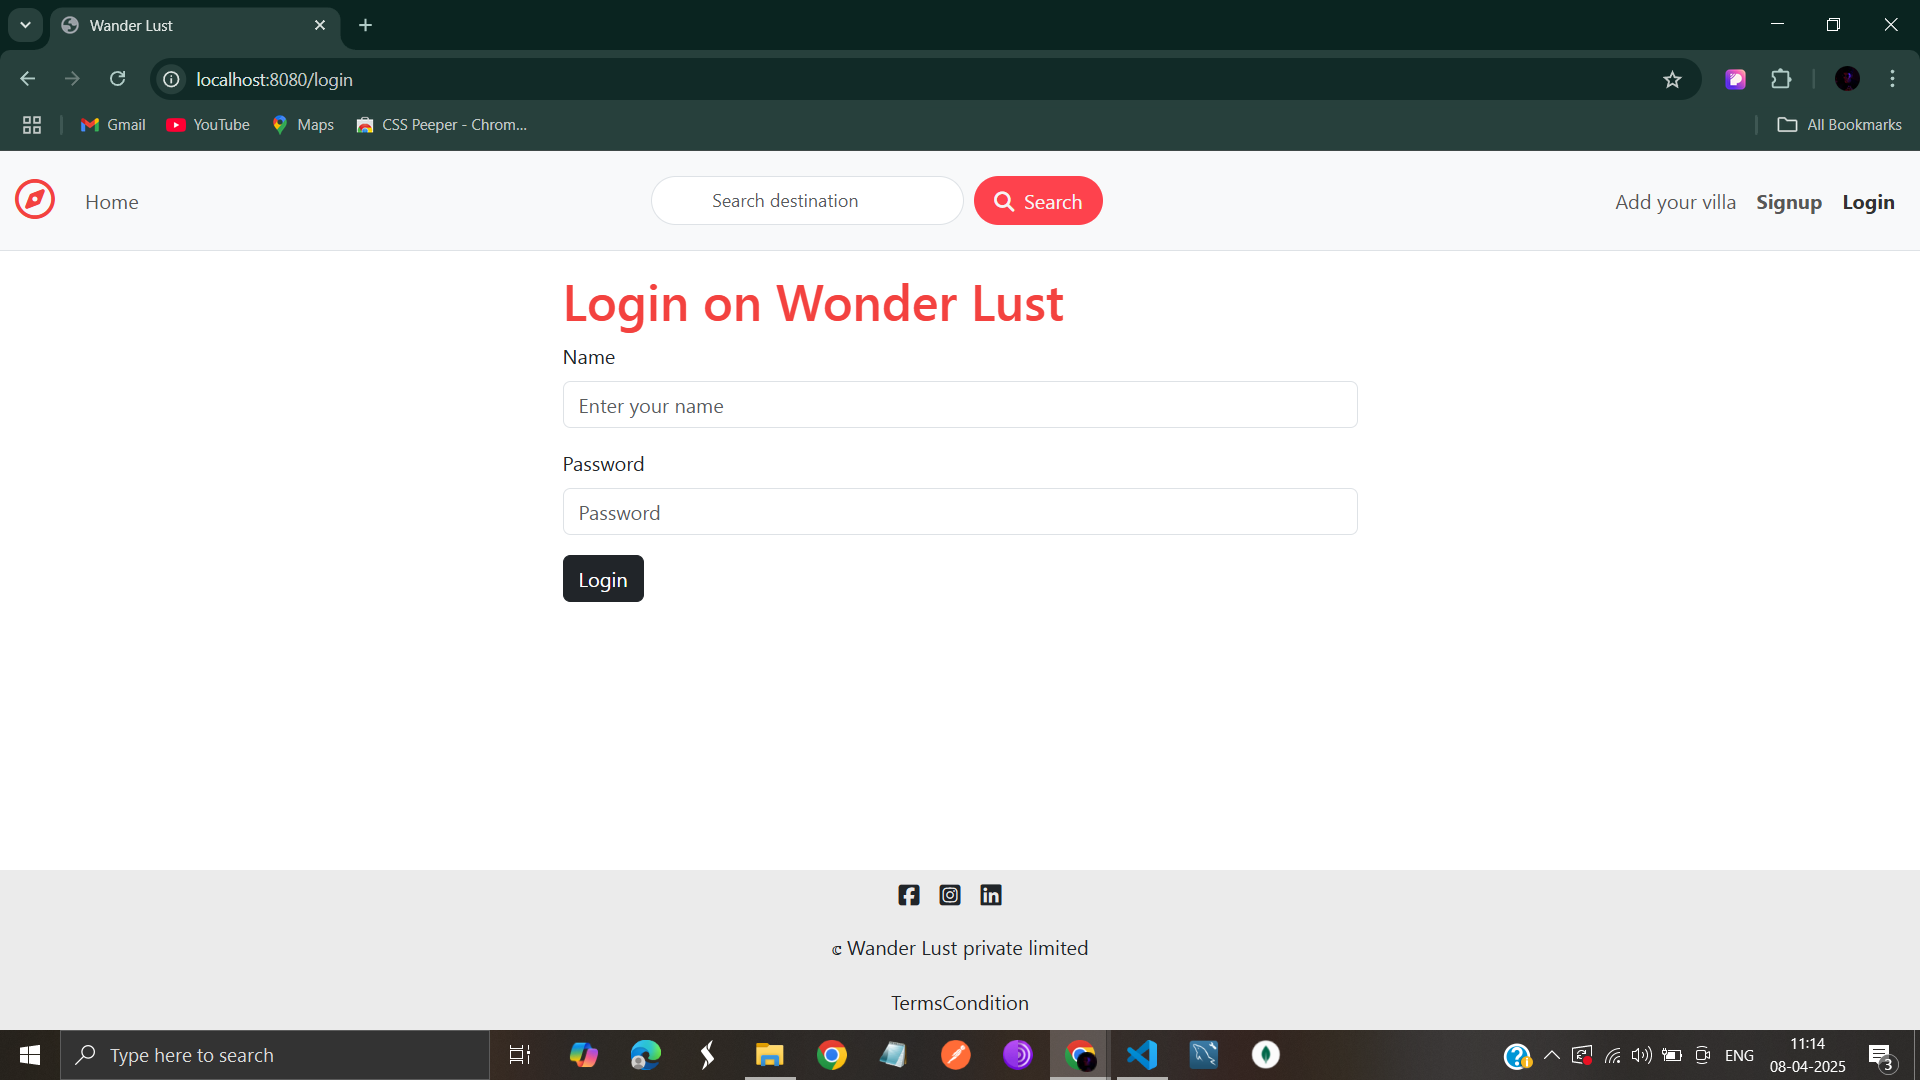 Wander Lust
localhost:8080/login
Gmail YouTube Maps CSS Peeper - Chrom... All Bookmarks
Home Search destination Search Add your villa Signup Login
Login on Wonder Lust
Name
Enter your name
Password
Password
Login
© Wander Lust private limited
TermsCondition
Type here to search ENG 11:14
08-04-2025 3